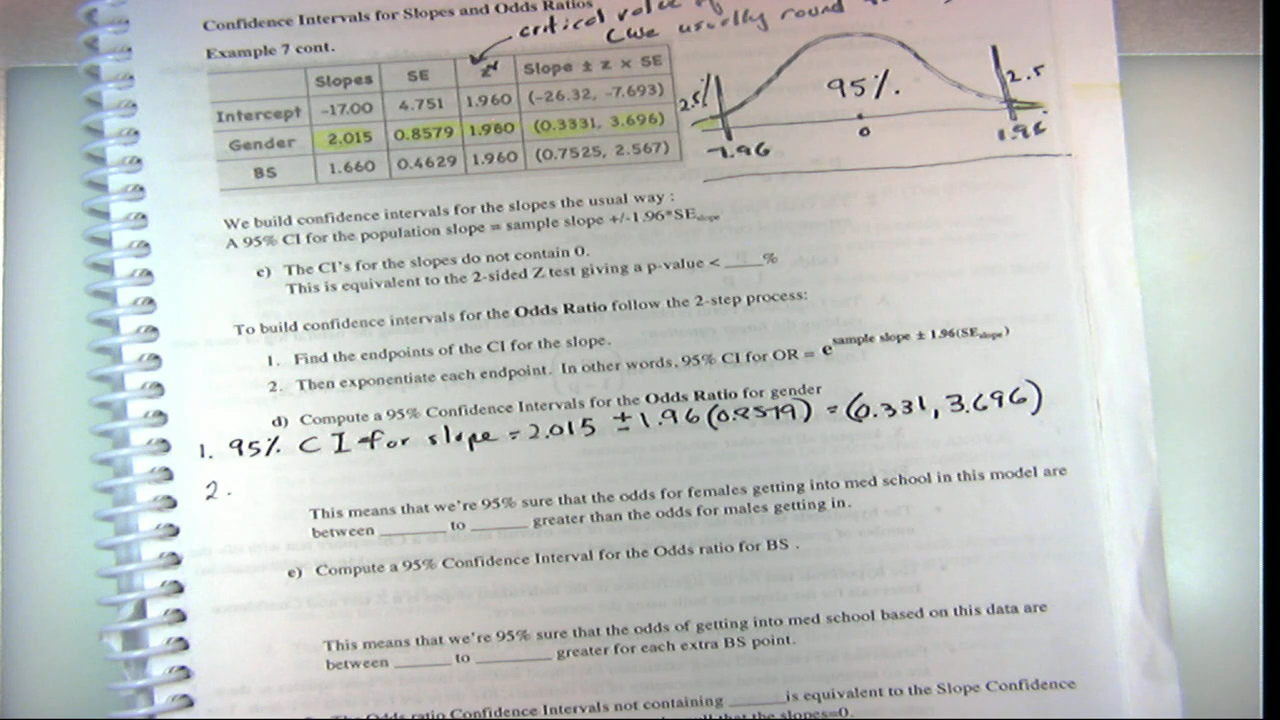 Confidence Intervals for Slopes and Odds Ratios
critical value of
(we usually round
Example 7 cont.
Slopes SE z* Slope ± z × SE
Intercept -17.00 4.751 1.960 (-26.32, -7.693)
Gender 2.015 0.8579 1.960 (0.3331, 3.696)
BS 1.660 0.4629 1.960 (0.7525, 2.567)
2.5% 95% 2.5
-1.96 0 1.96
We build confidence intervals for the slopes the usual way :
A 95% CI for the population slope = sample slope +/-1.96*SEslope
c) The CI's for the slopes do not contain 0.
This is equivalent to the 2-sided Z test giving a p-value < ____%
To build confidence intervals for the Odds Ratio follow the 2-step process:
1. Find the endpoints of the CI for the slope.
2. Then exponentiate each endpoint. In other words, 95% CI for OR = e^sample slope ± 1.96(SEslope)
d) Compute a 95% Confidence Intervals for the Odds Ratio for gender
1. 95% CI for slope = 2.015 ± 1.96(0.8579) = (0.331, 3.696)
2.
This means that we're 95% sure that the odds for females getting into med school in this model are
between _______ to ______ greater than the odds for males getting in.
e) Compute a 95% Confidence Interval for the Odds ratio for BS .
This means that we're 95% sure that the odds of getting into med school based on this data are
between ______ to ________ greater for each extra BS point.
Odds ratio Confidence Intervals not containing ______ is equivalent to the Slope Confidence
that the slopes=0.